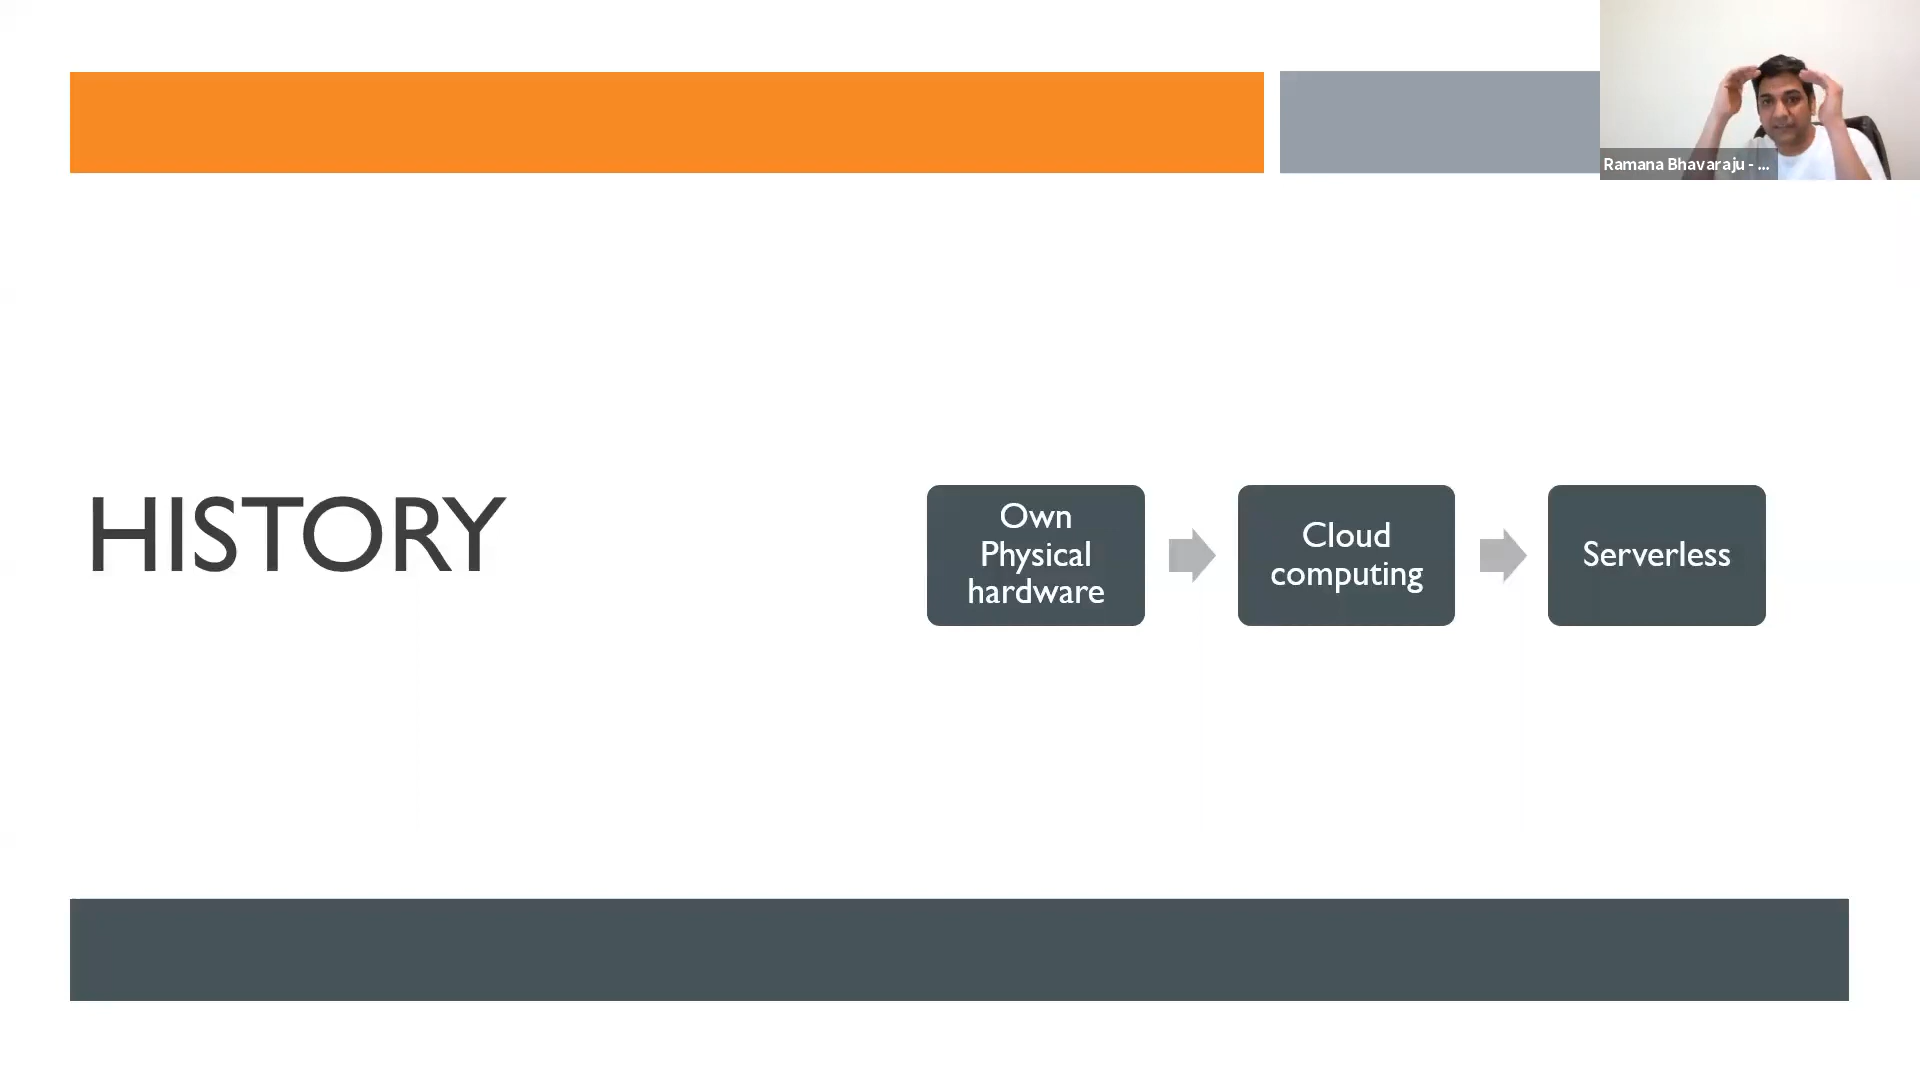 Ramana Bhavaraju - ...
HISTORY
Own
Physical
hardware
Cloud
computing
Serverless